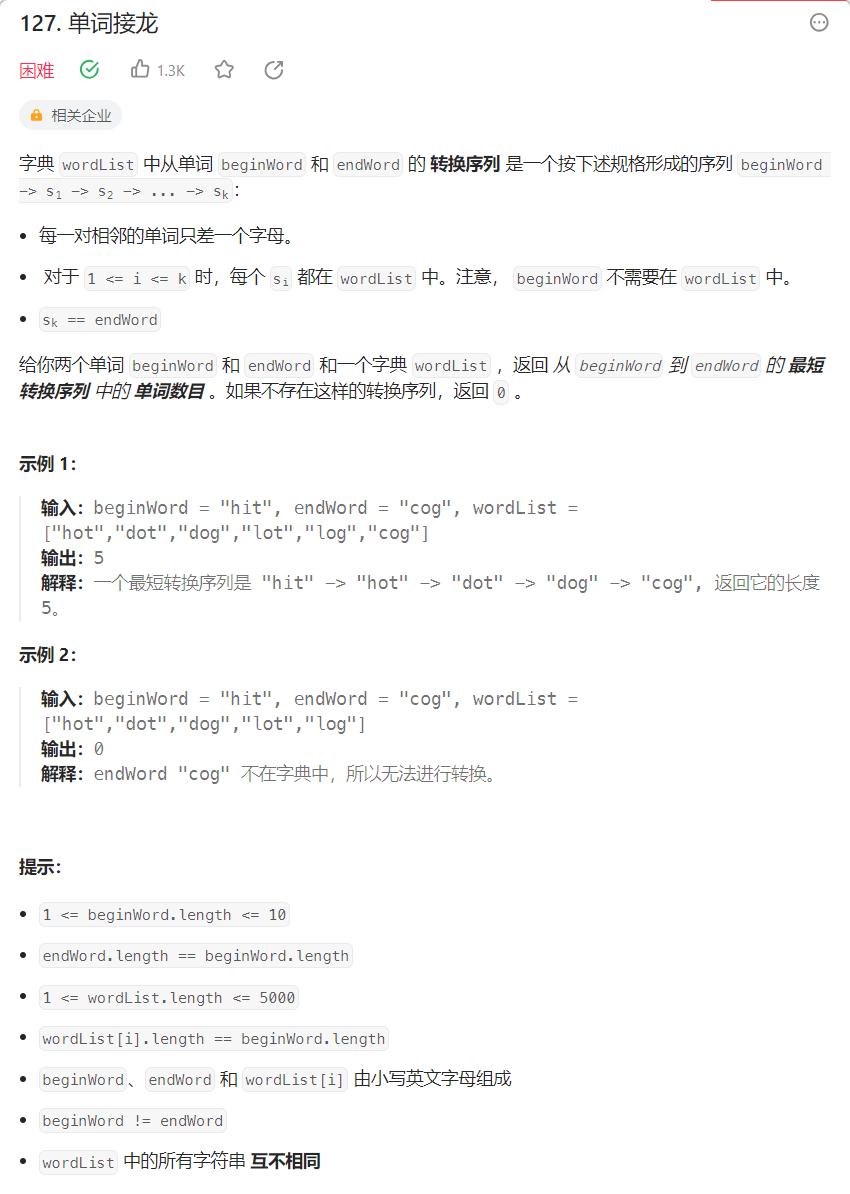 127. 单词接龙
困难 1.3K
相关企业
字典 wordList 中从单词 beginWord 和 endWord 的 转换序列 是一个按下述规格形成的序列 beginWord
-> s1 -> s2 -> ... -> sk：
• 每一对相邻的单词只差一个字母。
• 对于 1 <= i <= k 时，每个 si 都在 wordList 中。注意， beginWord 不需要在 wordList 中。
• sk == endWord
给你两个单词 beginWord 和 endWord 和一个字典 wordList ，返回 从 beginWord 到 endWord 的 最短
转换序列 中的 单词数目 。如果不存在这样的转换序列，返回 0 。
示例 1：
输入：beginWord = "hit", endWord = "cog", wordList =
["hot","dot","dog","lot","log","cog"]
输出：5
解释：一个最短转换序列是 "hit" -> "hot" -> "dot" -> "dog" -> "cog", 返回它的长度
5。
示例 2：
输入：beginWord = "hit", endWord = "cog", wordList =
["hot","dot","dog","lot","log"]
输出：0
解释：endWord "cog" 不在字典中，所以无法进行转换。
提示：
• 1 <= beginWord.length <= 10
• endWord.length == beginWord.length
• 1 <= wordList.length <= 5000
• wordList[i].length == beginWord.length
• beginWord、endWord 和 wordList[i] 由小写英文字母组成
• beginWord != endWord
• wordList 中的所有字符串 互不相同